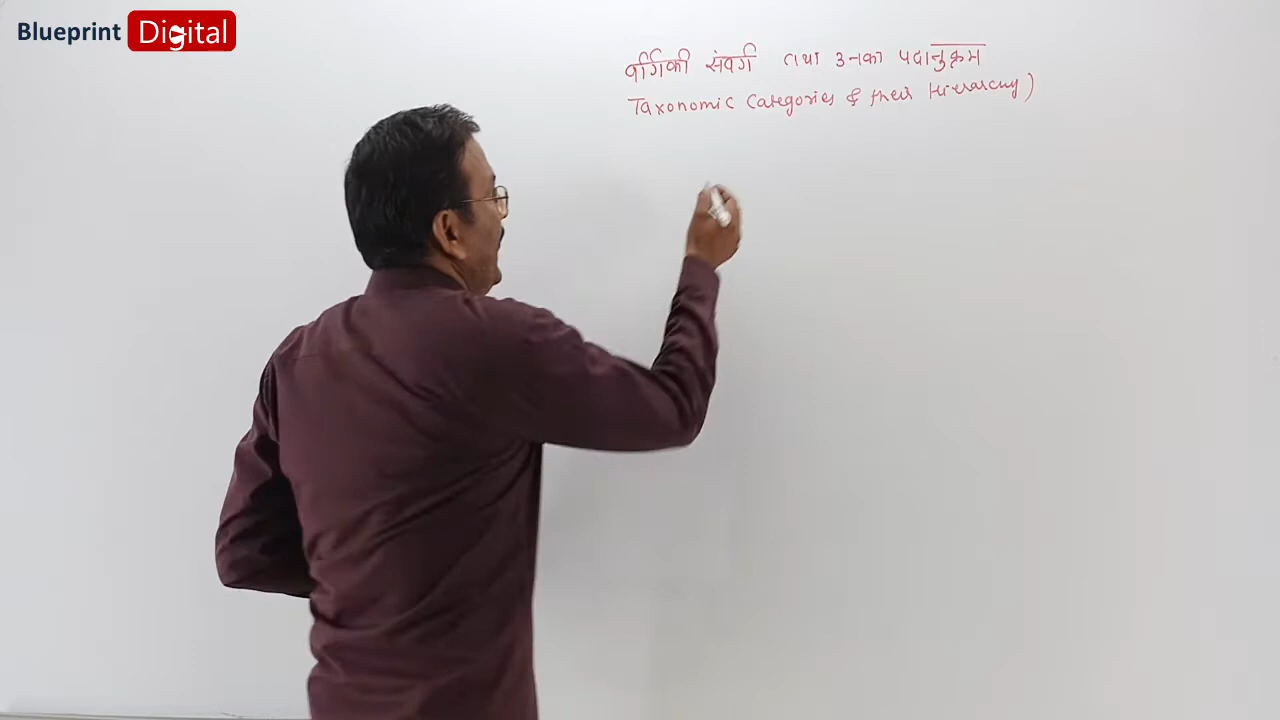 Blueprint Digital
वर्गिकी संवर्ग तथा उनका पदानुक्रम
Taxonomic Categories & their Hierarchy)